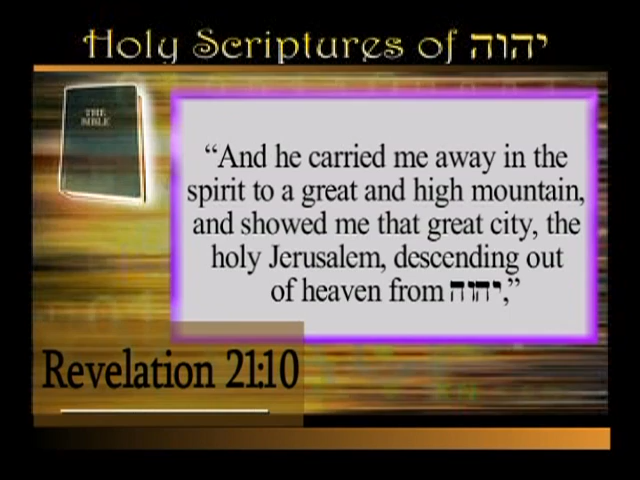 Holy Scriptures of יהוה
THE
BIBLE
“And he carried me away in the
spirit to a great and high mountain,
and showed me that great city, the
holy Jerusalem, descending out
of heaven from יהוה,”
Revelation 21:10